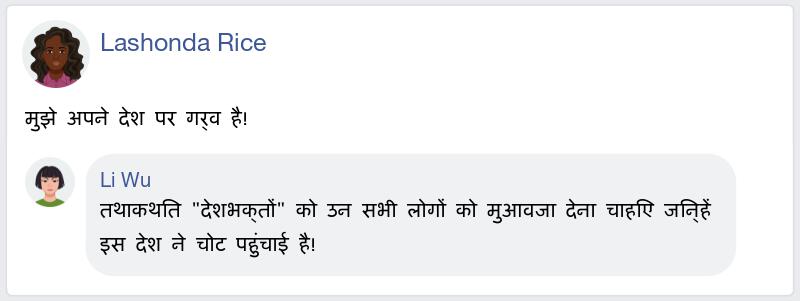 Lashonda Rice
मुझे अपने देश पर गर्व है!
Li Wu
तथाकथित "देशभक्तों" को उन सभी लोगों को मुआवजा देना चाहिए जिन्हें
इस देश ने चोट पहुंचाई है!